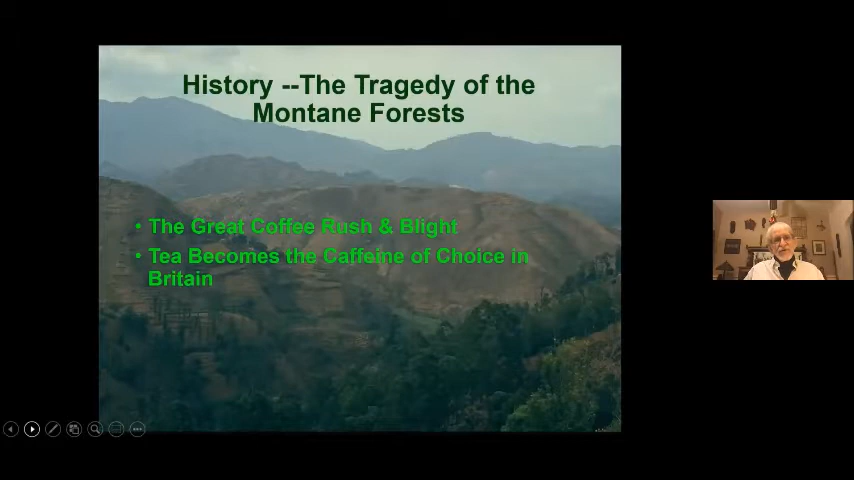 History --The Tragedy of the
Montane Forests
• The Great Coffee Rush & Blight
• Tea Becomes the Caffeine of Choice in
Britain